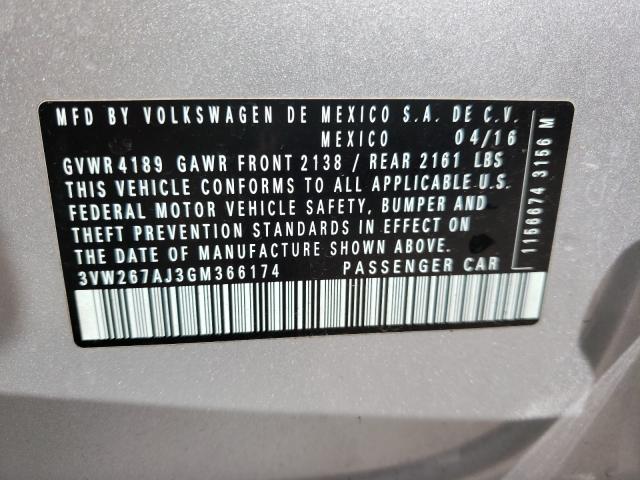 MFD BY VOLKSWAGEN DE MEXICO S.A. DE C.V.
MEXICO 04/16
GVWR 4189 GAWR FRONT 2138 / REAR 2161 LBS
THIS VEHICLE CONFORMS TO ALL APPLICABLE U.S.
FEDERAL MOTOR VEHICLE SAFETY, BUMPER AND
THEFT PREVENTION STANDARDS IN EFFECT ON
THE DATE OF MANUFACTURE SHOWN ABOVE.
3VW267AJ3GM366174 PASSENGER CAR
1156674 3156 M